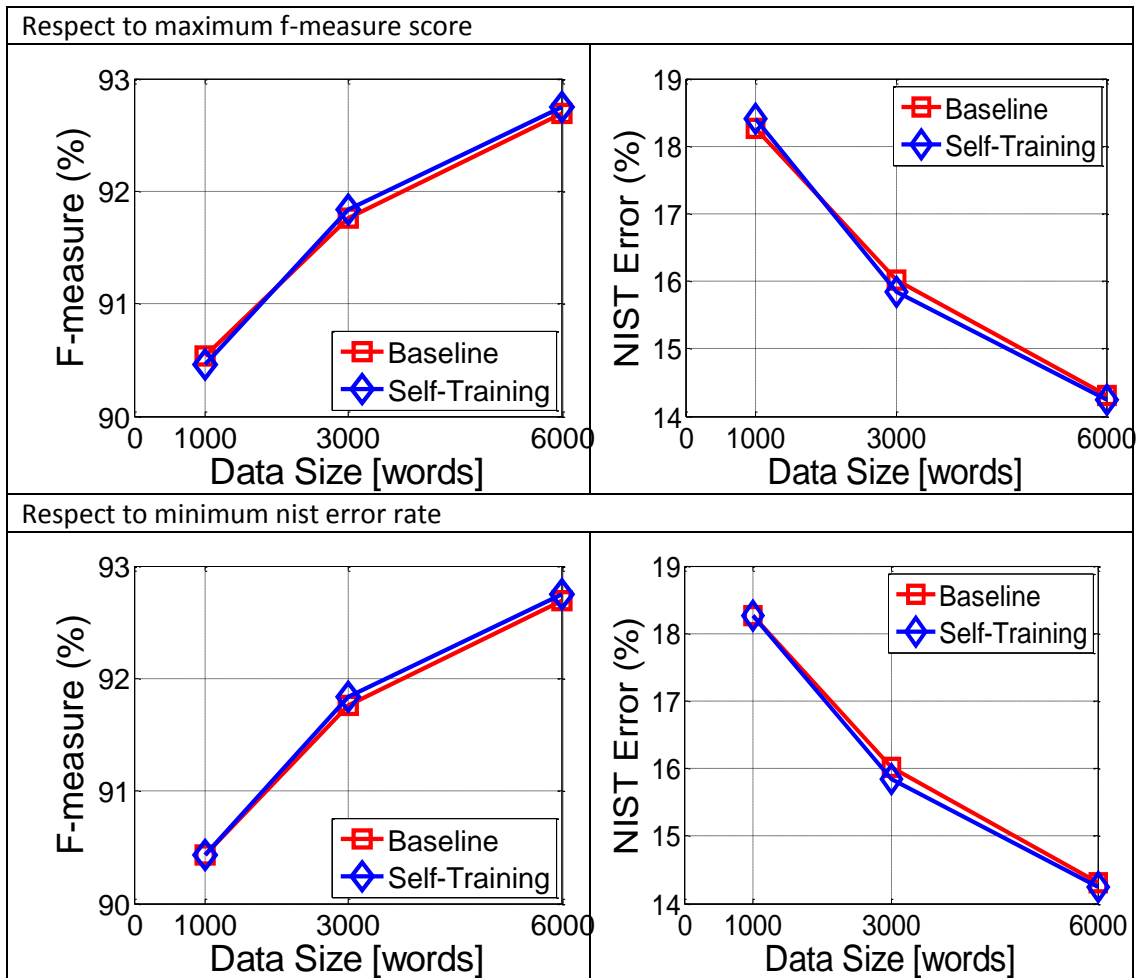 Respect to maximum f-measure score
93
92
91
90
F-measure (%)
Baseline
Self-Training
0 1000 3000 6000
Data Size [words]
19
18
17
16
15
14
NIST Error (%)
Baseline
Self-Training
0 1000 3000 6000
Data Size [words]
Respect to minimum nist error rate
93
92
91
90
F-measure (%)
Baseline
Self-Training
0 1000 3000 6000
Data Size [words]
19
18
17
16
15
14
NIST Error (%)
Baseline
Self-Training
0 1000 3000 6000
Data Size [words]